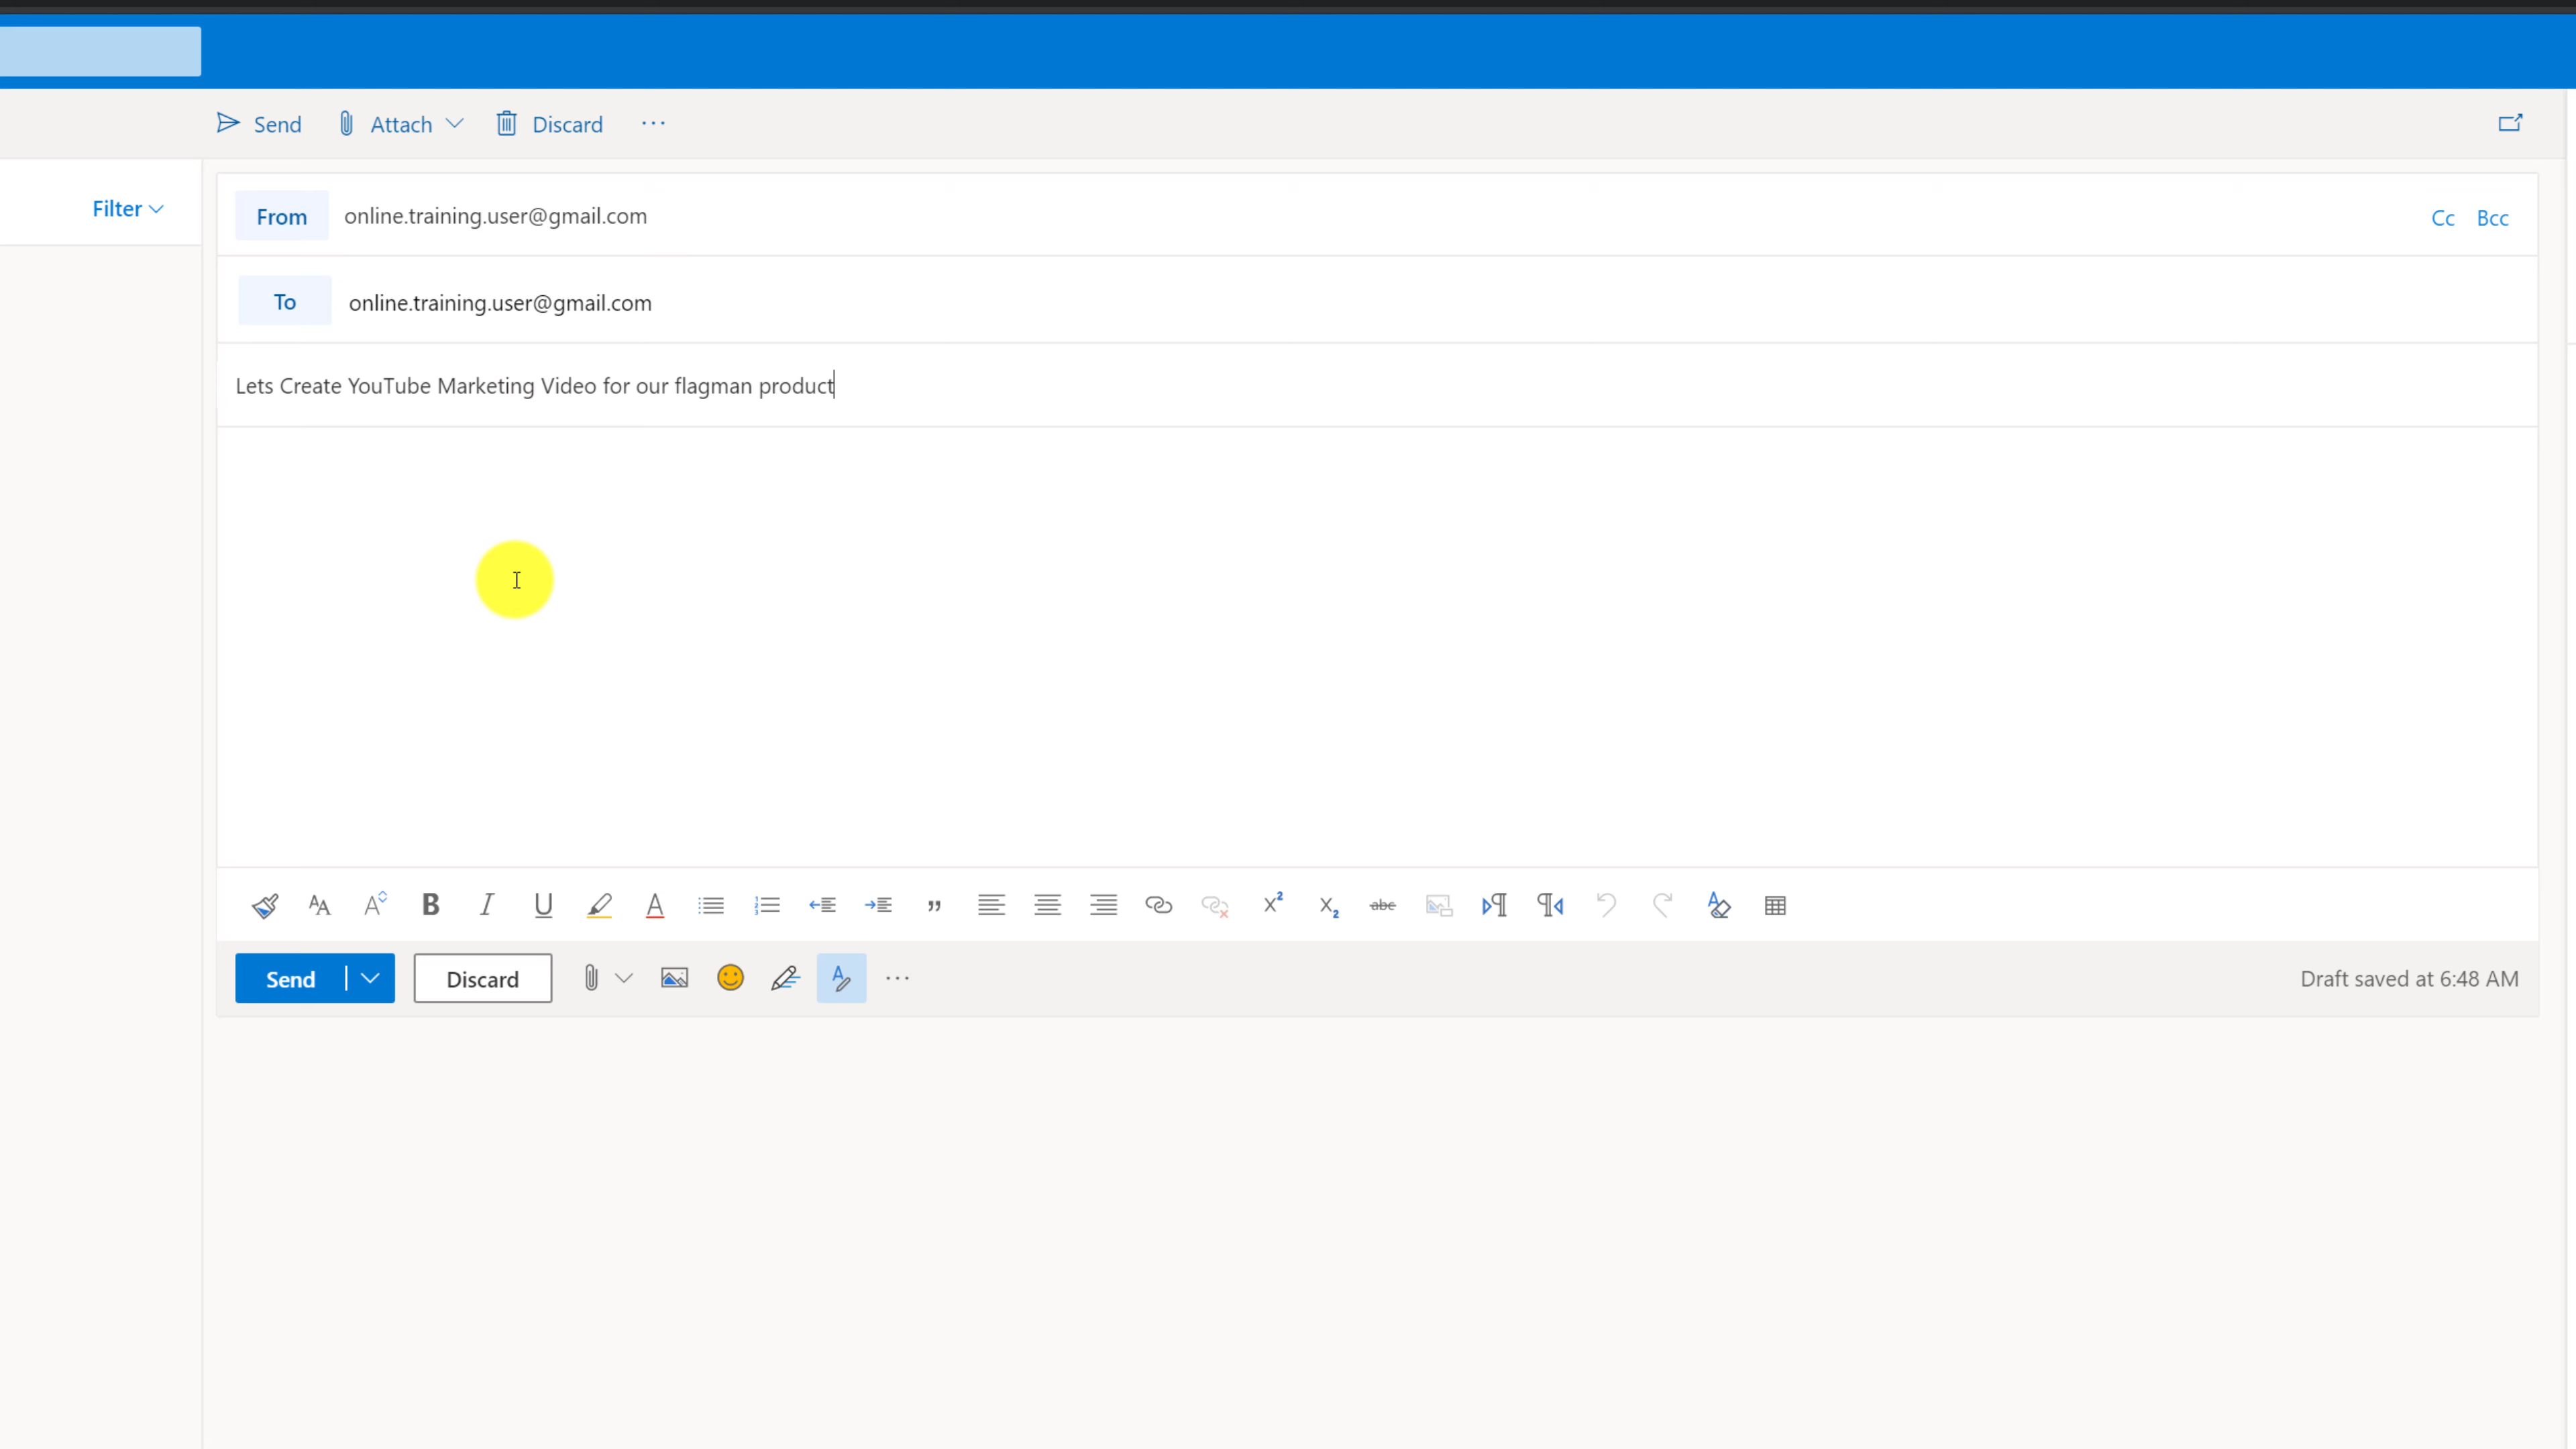 Send Attach Discard
Filter
From online.training.user@gmail.com Cc Bcc
To online.training.user@gmail.com
Lets Create YouTube Marketing Video for our flagman product
Send Discard Draft saved at 6:48 AM